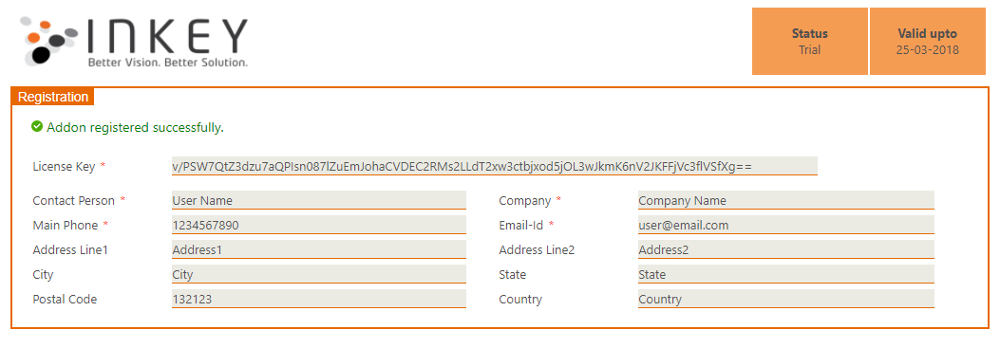 INKEY
Better Vision. Better Solution.
Status
Trial
Valid upto
25-03-2018
Registration
Addon registered successfully.
License Key * v/PSW7QtZ3dzu7aQPIsn087lZuEmJohaCVDEC2RMs2LLdT2xw3ctbjxod5jOL3wJkmK6nV2JKFFjVc3flVSfXg==
Contact Person * User Name Company * Company Name
Main Phone * 1234567890 Email-Id * user@email.com
Address Line1 Address1 Address Line2 Address2
City City State State
Postal Code 132123 Country Country